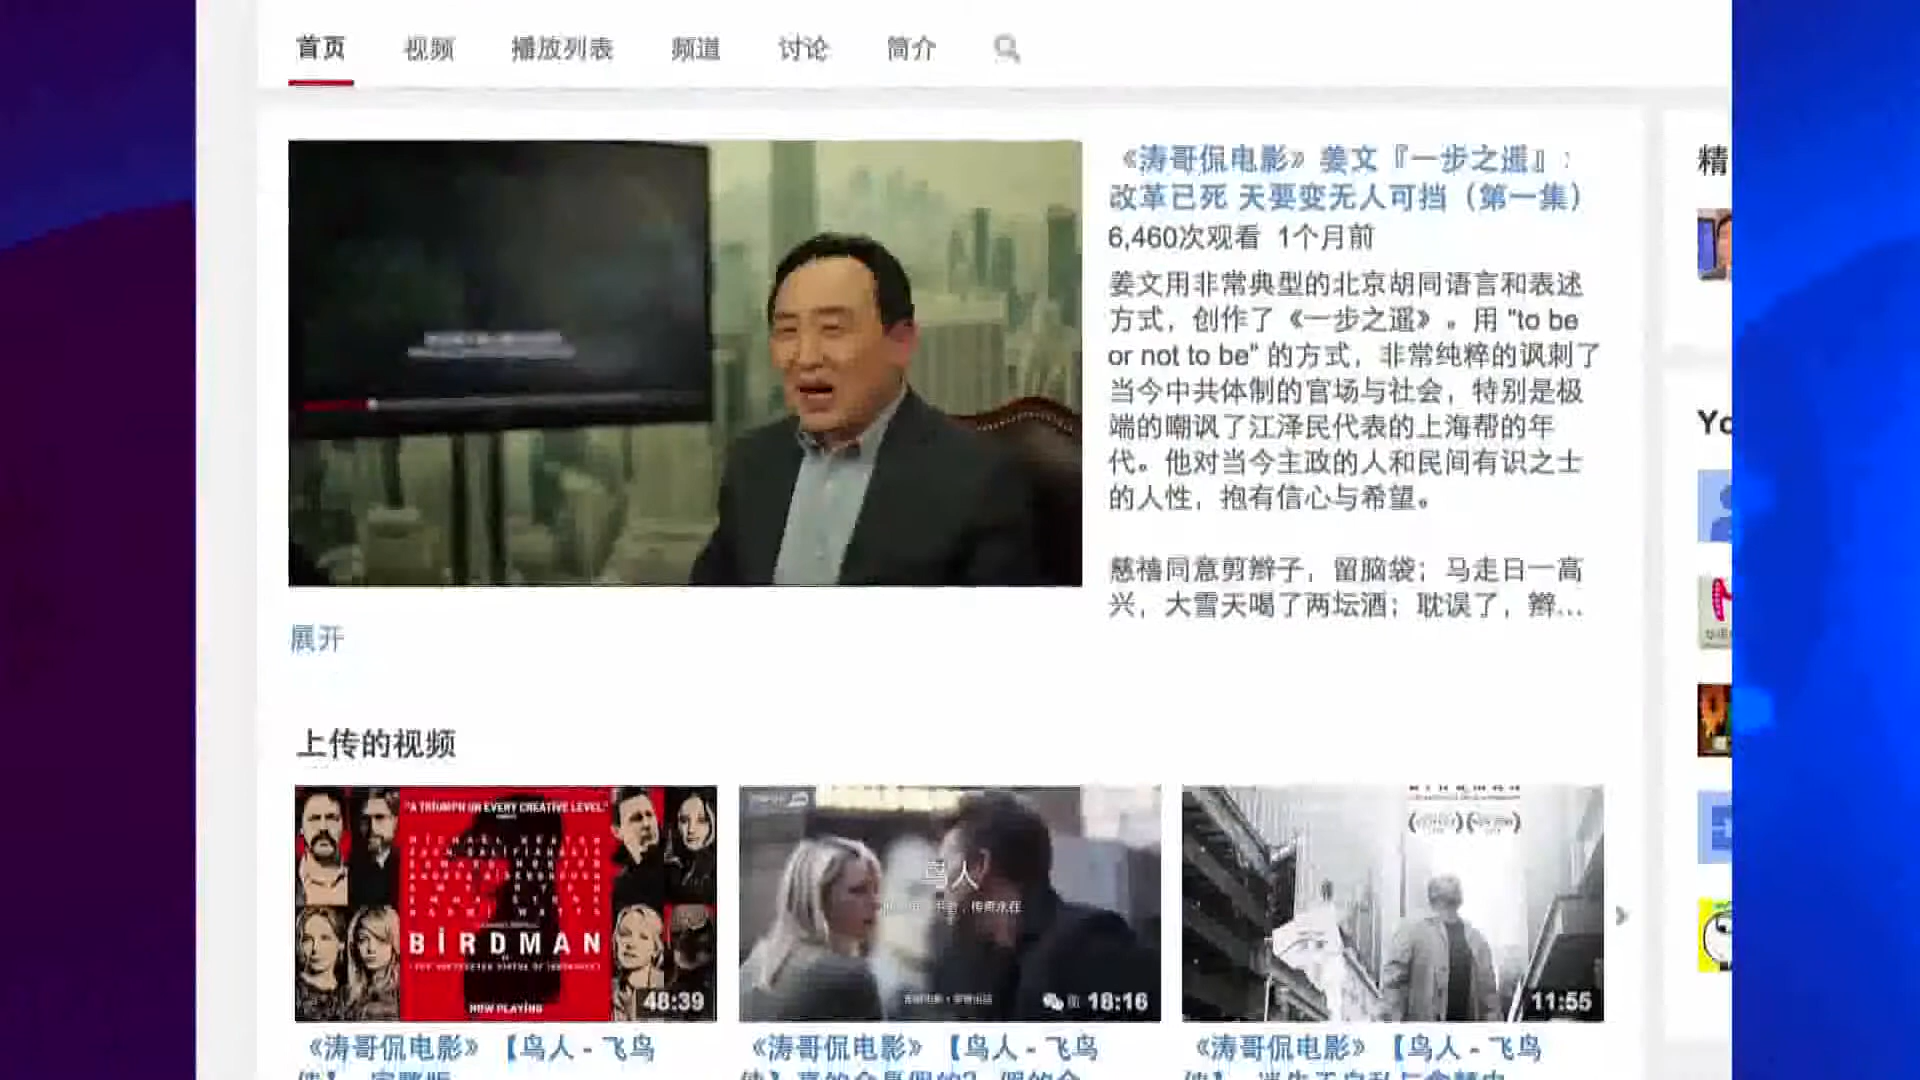 首页 视频 播放列表 频道 讨论 简介
《涛哥侃电影》姜文『一步之遥』：
改革已死 天要变无人可挡（第一集）
6,460次观看 1个月前
姜文用非常典型的北京胡同语言和表述
方式，创作了《一步之遥》。用 "to be
or not to be" 的方式，非常纯粹的讽刺了
当今中共体制的官场与社会，特别是极
端的嘲讽了江泽民代表的上海帮的年
代。他对当今主政的人和民间有识之士
的人性，抱有信心与希望。
慈禧同意剪辫子，留脑袋；马走日一高
兴，大雪天喝了两坛酒；耽误了，辫...
展开
精
Yo
上传的视频
"A TRIUMPH ON EVERY CREATIVE LEVEL."
BIRDMAN
NOW PLAYING
48:39
鸟人
18:16
11:55
《涛哥侃电影》【鸟人 - 飞鸟
《涛哥侃电影》【鸟人 - 飞鸟
《涛哥侃电影》【鸟人 - 飞鸟